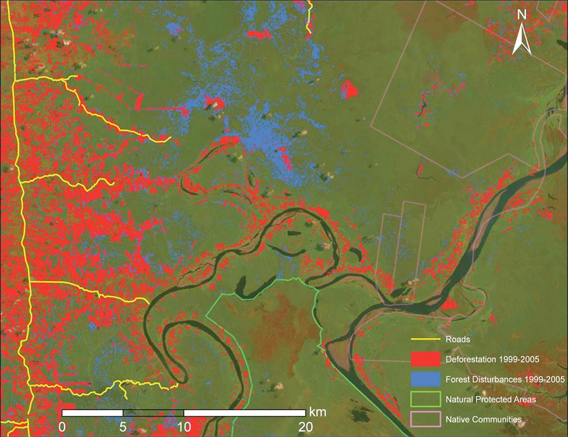 N
Roads
Deforestation 1999-2005
Forest Disturbances 1999-2005
Natural Protected Areas
Native Communities
km
0 5 10 20